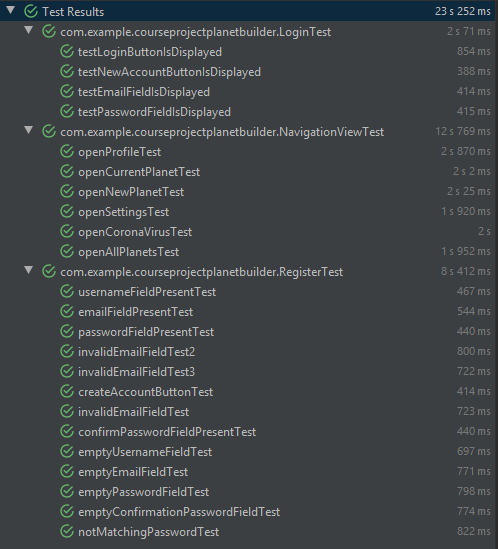 Test Results 23 s 252 ms
com.example.courseprojectplanetbuilder.LoginTest 2 s 71 ms
testLoginButtonIsDisplayed 854 ms
testNewAccountButtonIsDisplayed 388 ms
testEmailFieldIsDisplayed 414 ms
testPasswordFieldIsDisplayed 415 ms
com.example.courseprojectplanetbuilder.NavigationViewTest 12 s 769 ms
openProfileTest 2 s 870 ms
openCurrentPlanetTest 2 s 2 ms
openNewPlanetTest 2 s 25 ms
openSettingsTest 1 s 920 ms
openCoronaVirusTest 2 s
openAllPlanetsTest 1 s 952 ms
com.example.courseprojectplanetbuilder.RegisterTest 8 s 412 ms
usernameFieldPresentTest 467 ms
emailFieldPresentTest 544 ms
passwordFieldPresentTest 440 ms
invalidEmailFieldTest2 800 ms
invalidEmailFieldTest3 722 ms
createAccountButtonTest 414 ms
invalidEmailFieldTest 723 ms
confirmPasswordFieldPresentTest 440 ms
emptyUsernameFieldTest 697 ms
emptyEmailFieldTest 771 ms
emptyPasswordFieldTest 798 ms
emptyConfirmationPasswordFieldTest 774 ms
notMatchingPasswordTest 822 ms